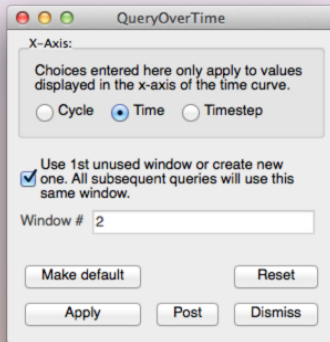 QueryOverTime
X-Axis:
Choices entered here only apply to values
displayed in the x-axis of the time curve.
Cycle Time Timestep
Use 1st unused window or create new
one. All subsequent queries will use this
same window.
Window # 2
Make default Reset
Apply Post Dismiss